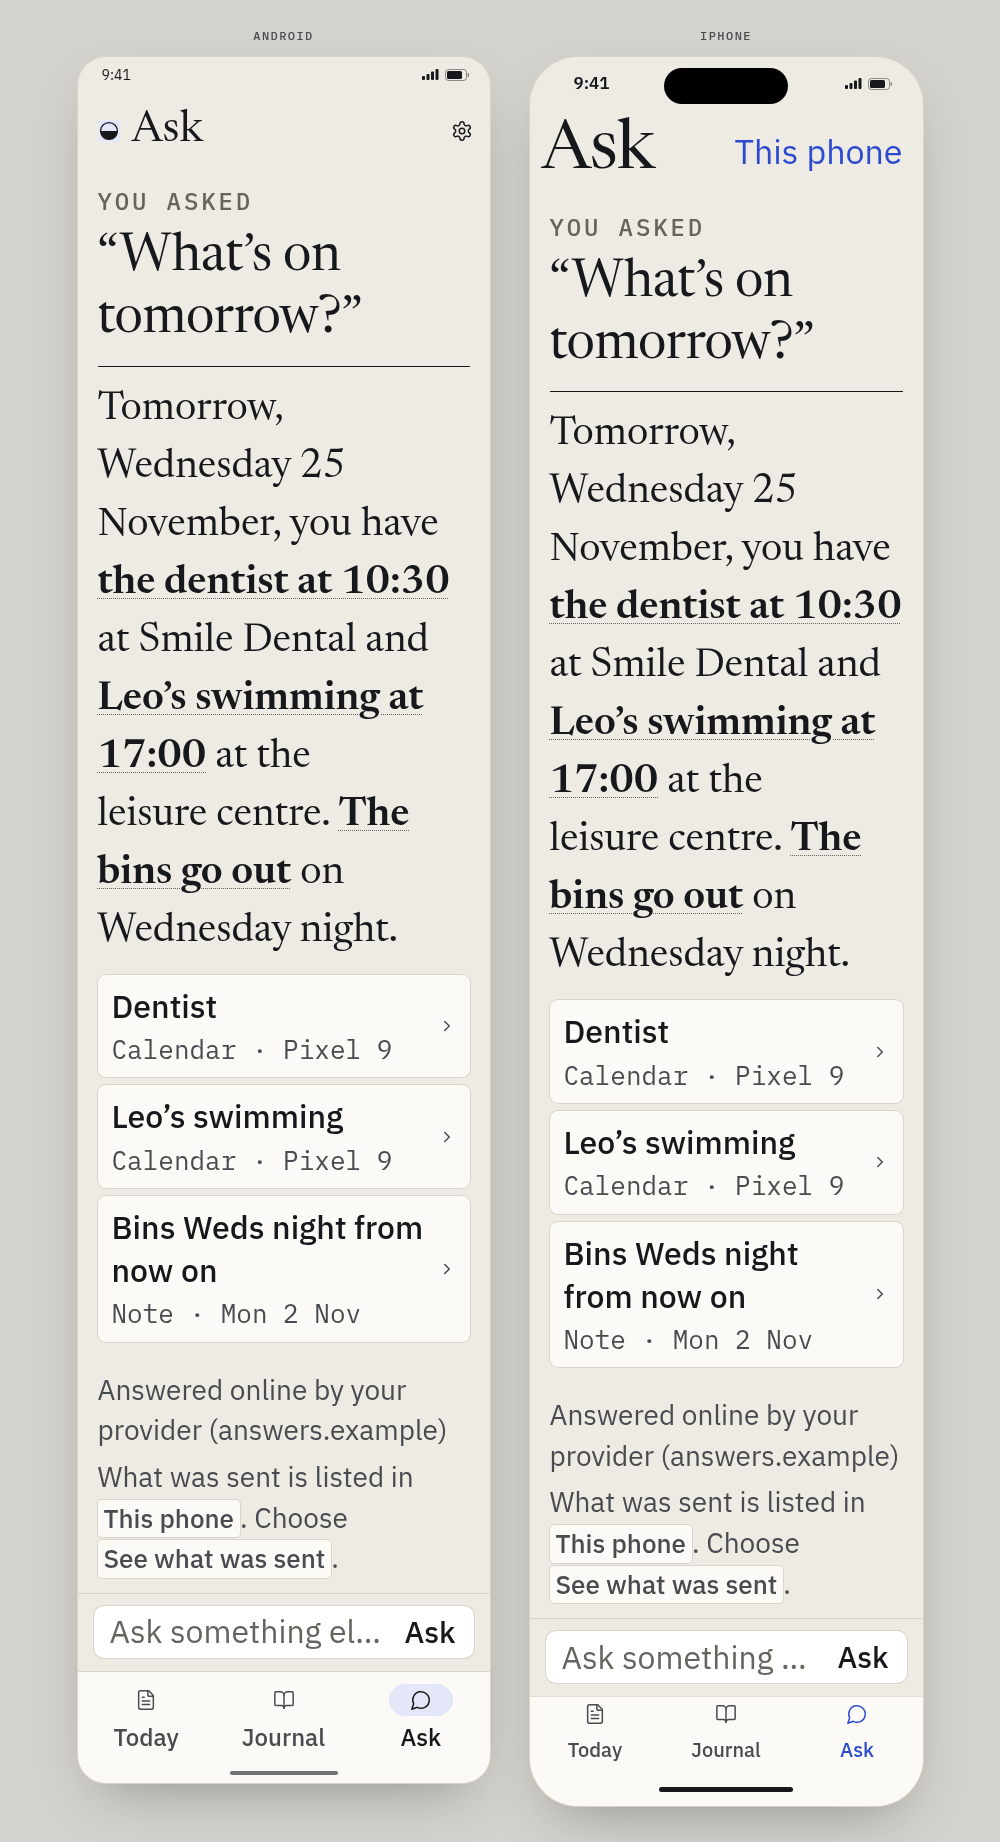 ANDROID
9:41
Ask
YOU ASKED
“What’s on
tomorrow?”
Tomorrow,
Wednesday 25
November, you have
the dentist at 10:30
at Smile Dental and
Leo’s swimming at
17:00 at the
leisure centre. The
bins go out on
Wednesday night.
Dentist
Calendar · Pixel 9
Leo’s swimming
Calendar · Pixel 9
Bins Weds night from
now on
Note · Mon 2 Nov
Answered online by your
provider (answers.example)
What was sent is listed in
This phone. Choose
See what was sent.
Ask something el… Ask
Today Journal Ask
IPHONE
9:41
Ask This phone
YOU ASKED
“What’s on
tomorrow?”
Tomorrow,
Wednesday 25
November, you have
the dentist at 10:30
at Smile Dental and
Leo’s swimming at
17:00 at the
leisure centre. The
bins go out on
Wednesday night.
Dentist
Calendar · Pixel 9
Leo’s swimming
Calendar · Pixel 9
Bins Weds night
from now on
Note · Mon 2 Nov
Answered online by your
provider (answers.example)
What was sent is listed in
This phone. Choose
See what was sent.
Ask something … Ask
Today Journal Ask